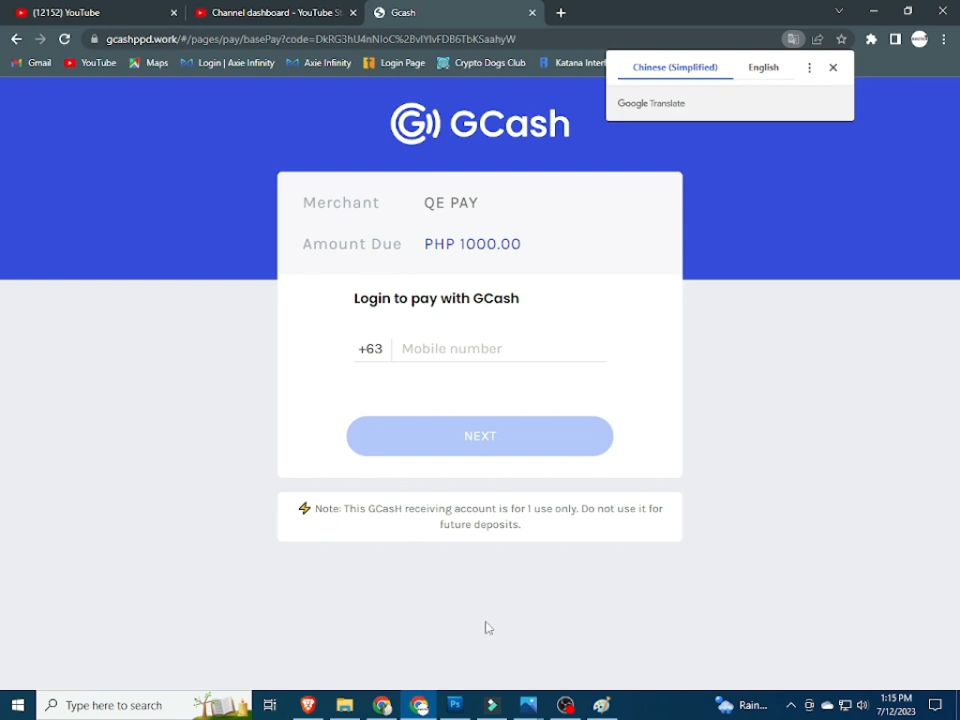 (12152) YouTube
Channel dashboard - YouTube St
Gcash
gcashppd.work/#/pages/pay/basePay?code=DkRG3hU4nNIoC%2BvIYlvFDB6TbKSaahyW
Gmail
YouTube
Maps
Login | Axie Infinity
Axie Infinity
Login Page
Crypto Dogs Club
Katana Interf
Chinese (Simplified)
English
Google Translate
GCash
Merchant QE PAY
Amount Due PHP 1000.00
Login to pay with GCash
+63 Mobile number
NEXT
Note: This GCasH receiving account is for 1 use only. Do not use it for
future deposits.
Type here to search
Ps
Rain...
1:15 PM
7/12/2023